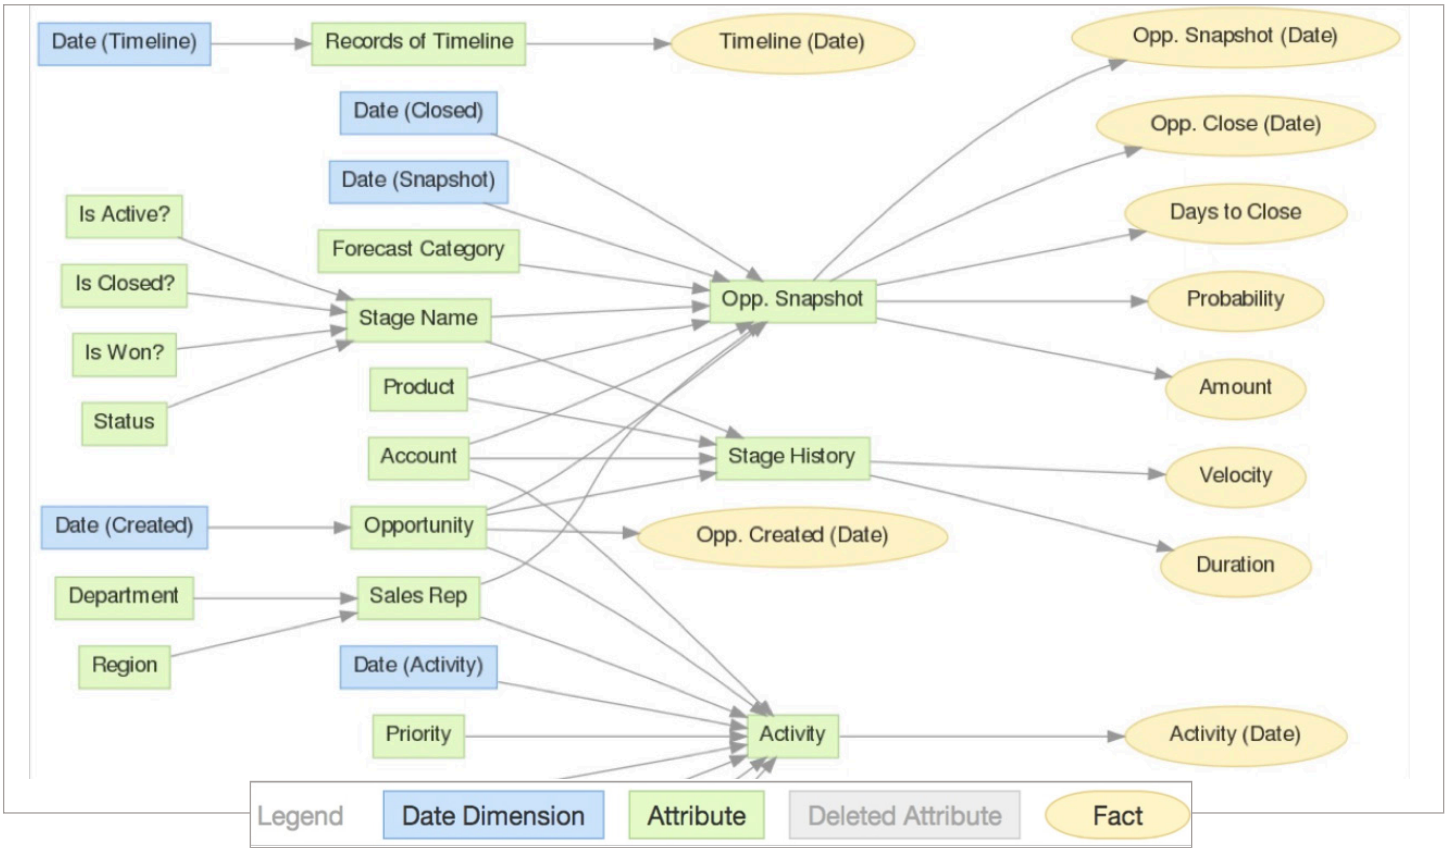 Date (Timeline)
Records of Timeline
Timeline (Date)
Opp. Snapshot (Date)
Date (Closed)
Opp. Close (Date)
Date (Snapshot)
Is Active?
Days to Close
Forecast Category
Is Closed?
Opp. Snapshot
Probability
Stage Name
Is Won?
Product
Amount
Status
Account
Stage History
Velocity
Date (Created)
Opportunity
Opp. Created (Date)
Duration
Department
Sales Rep
Region
Date (Activity)
Priority
Activity
Activity (Date)
Legend
Date Dimension
Attribute
Deleted Attribute
Fact